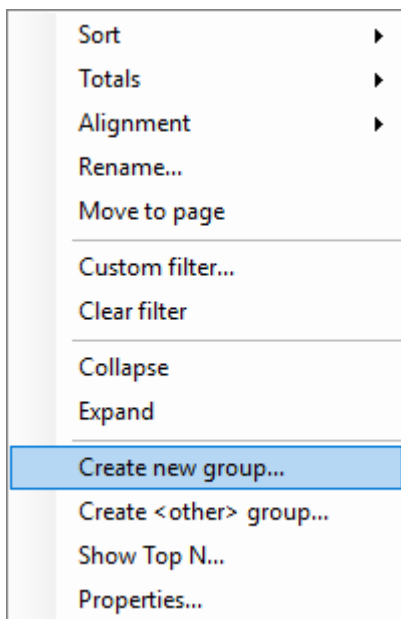 Sort
Totals
Alignment
Rename...
Move to page
Custom filter...
Clear filter
Collapse
Expand
Create new group...
Create <other> group...
Show Top N...
Properties...